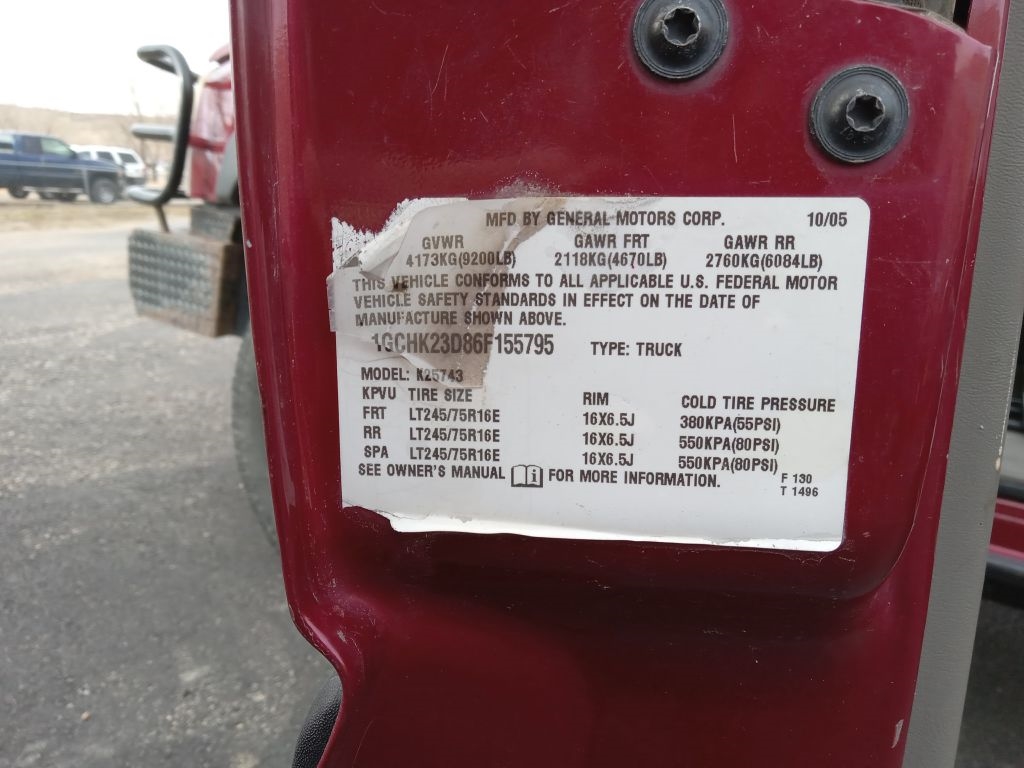 MFD BY GENERAL MOTORS CORP. 10/05
GVWR GAWR FRT GAWR RR
4173KG(9200LB) 2118KG(4670LB) 2760KG(6084LB)
THIS VEHICLE CONFORMS TO ALL APPLICABLE U.S. FEDERAL MOTOR
VEHICLE SAFETY STANDARDS IN EFFECT ON THE DATE OF
MANUFACTURE SHOWN ABOVE.
1GCHK23D86F155795 TYPE: TRUCK
MODEL: K25743
KPVU TIRE SIZE RIM COLD TIRE PRESSURE
FRT LT245/75R16E 16X6.5J 380KPA(55PSI)
RR LT245/75R16E 16X6.5J 550KPA(80PSI)
SPA LT245/75R16E 16X6.5J 550KPA(80PSI)
SEE OWNER'S MANUAL FOR MORE INFORMATION. F 130
T 1496